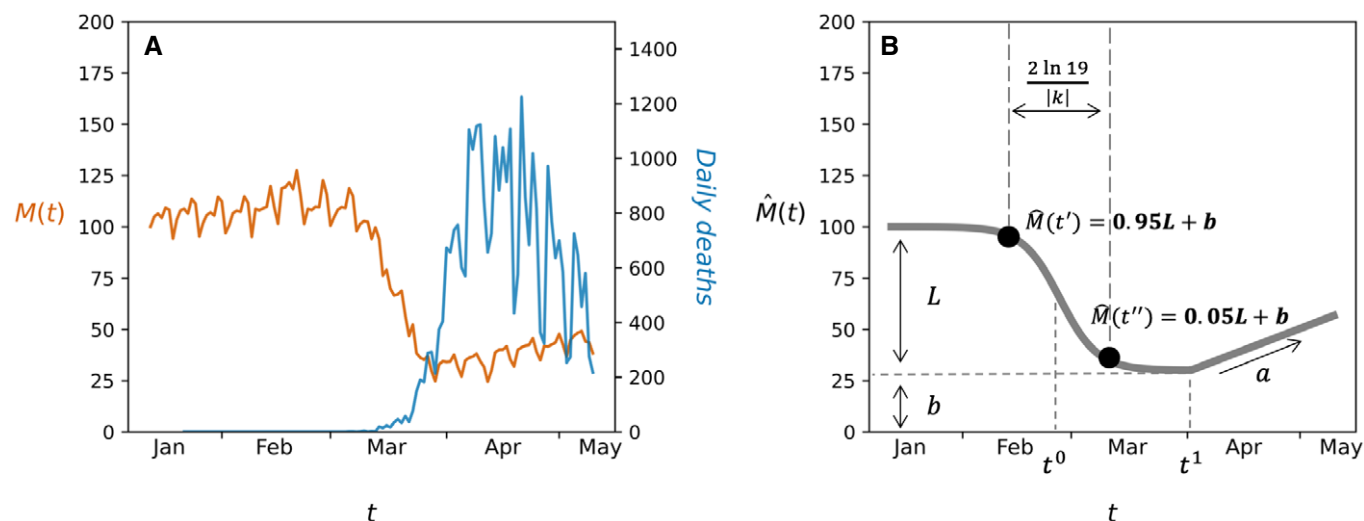 A
200
175
150
125
100
75
50
25
0
M(t)
1400
1200
1000
800
600
400
200
0
Daily deaths
Jan Feb Mar Apr May
t
B
200
175
150
125
100
75
50
25
0
M̂(t)
2 ln 19
|k|
M̂(t′) = 0.95L + b
L
M̂(t″) = 0.05L + b
a
b
Jan Feb Mar Apr May
t⁰ t¹
t